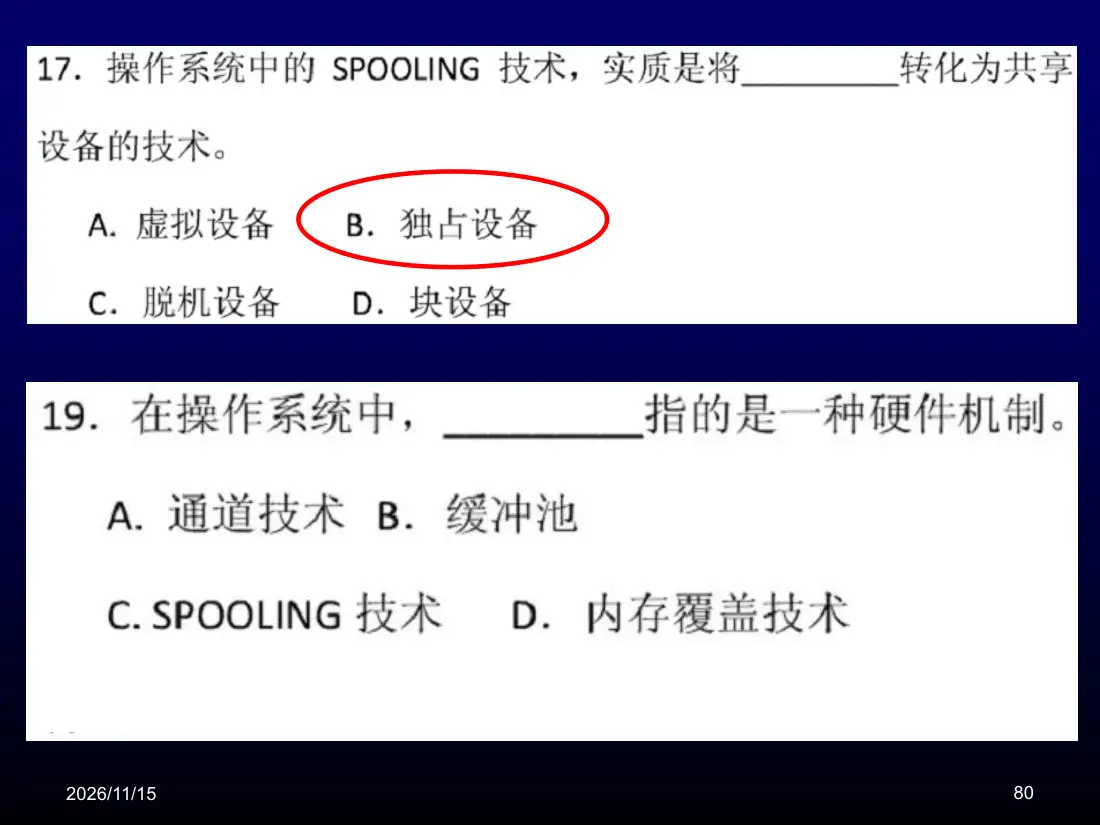 17. 操作系统中的 SPOOLING 技术，实质是将________转化为共享
设备的技术。
A. 虚拟设备 B. 独占设备
C. 脱机设备 D. 块设备
19. 在操作系统中，________指的是一种硬件机制。
A. 通道技术 B. 缓冲池
C. SPOOLING 技术 D. 内存覆盖技术
2026/11/15 80